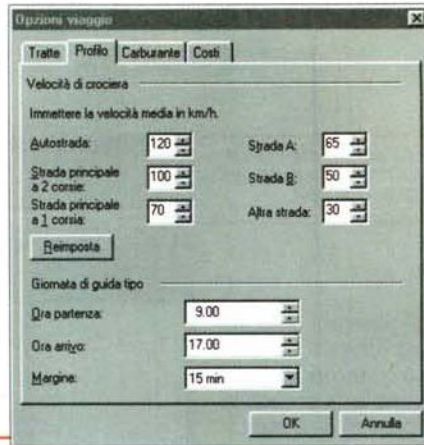 Opzioni viaggio
Tratte Profilo Carburante Costi
Velocità di crociera
Immettere la velocità media in km/h.
Autostrada: 120 Strada A: 65
Strada principale
a 2 corsie: 100 Strada B: 50
Strada principale
a 1 corsia: 70 Altra strada: 30
Reimposta
Giornata di guida tipo
Ora partenza: 9.00
Ora arrivo: 17.00
Margine: 15 min
OK Annulla